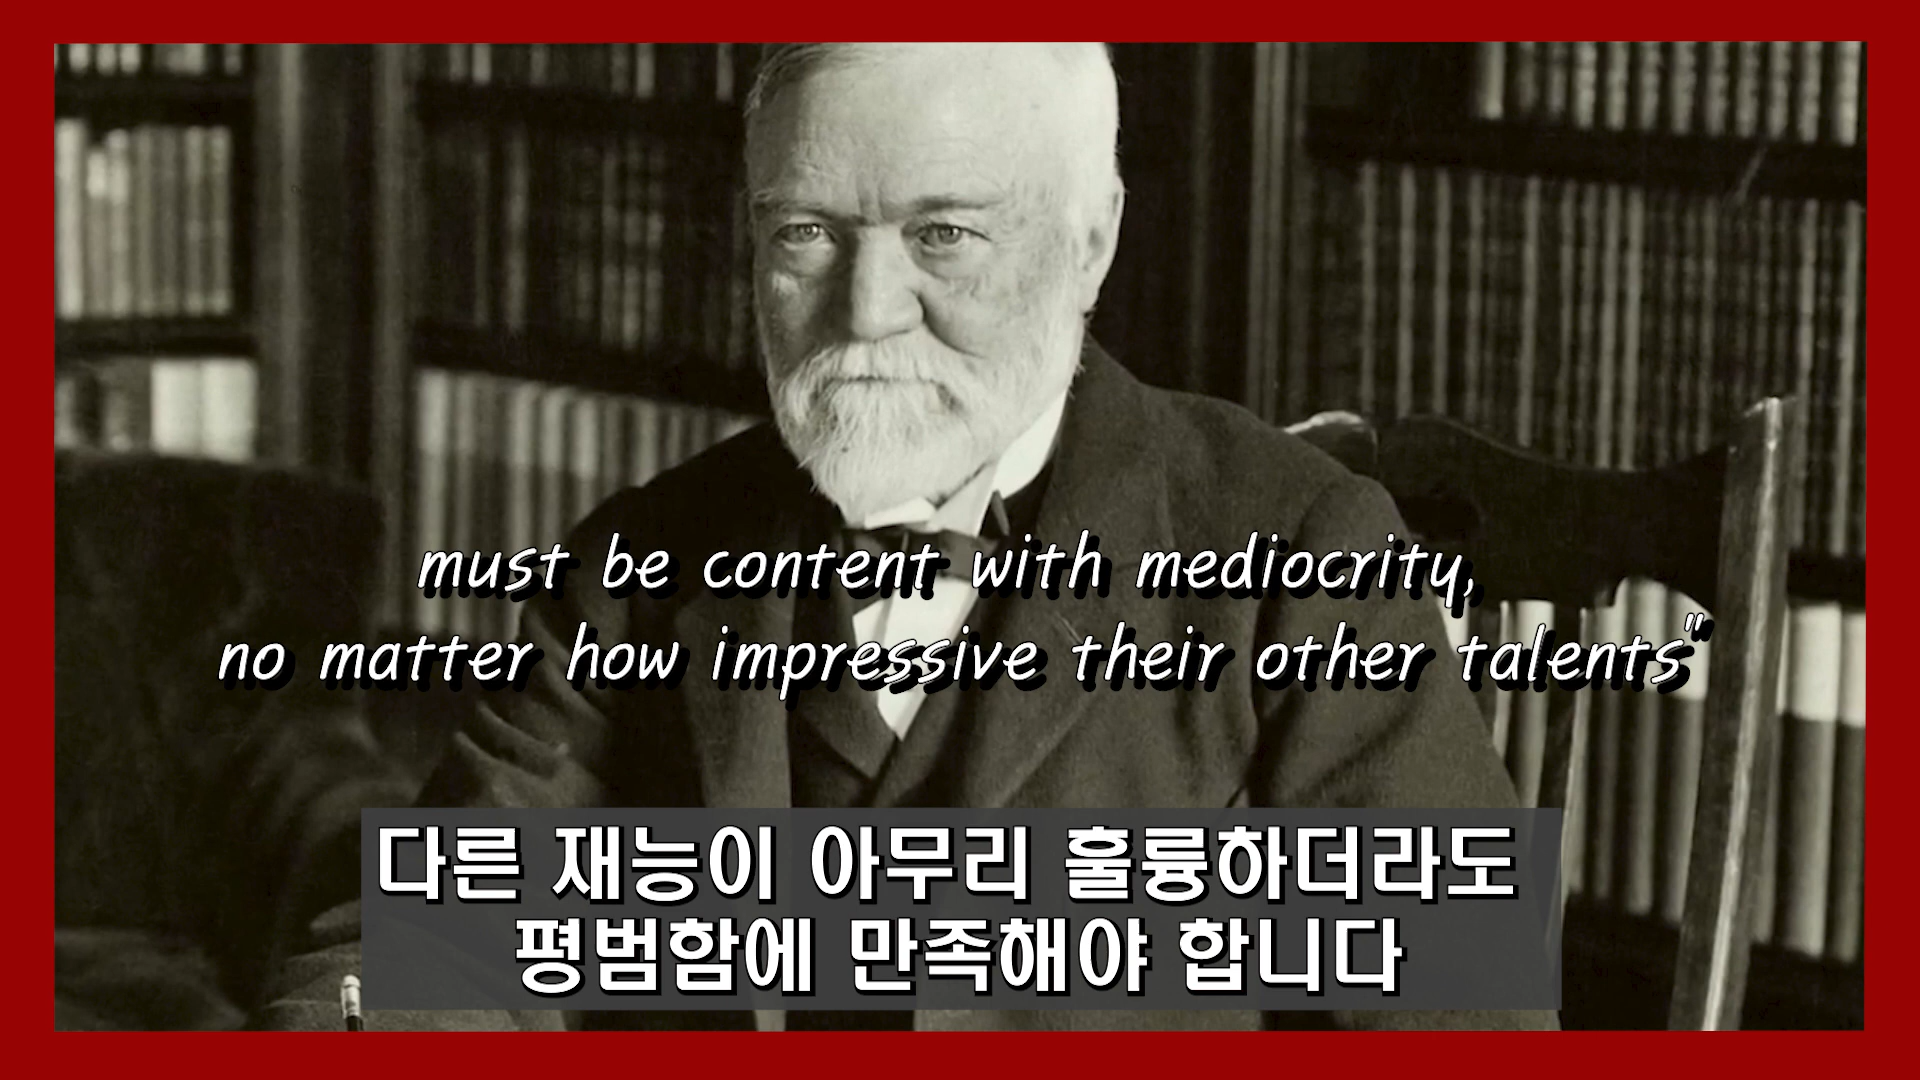 must be content with mediocrity,
no matter how impressive their other talents"
다른 재능이 아무리 훌륭하더라도
평범함에 만족해야 합니다